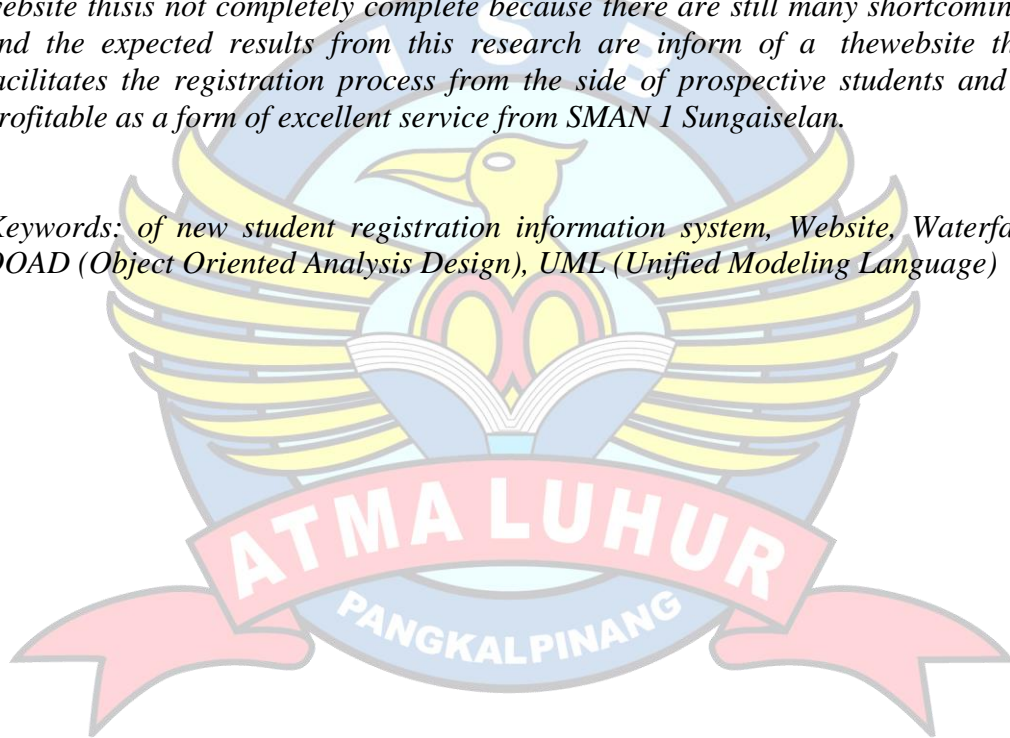 website thisis not completely complete because there are still many shortcomin
nd the expected results from this research are inform of a thewebsite th
acilitates the registration process from the side of prospective students and
rofitable as a form of excellent service from SMAN 1 Sungaiselan.
Keywords: of new student registration information system, Website, Waterfa
OOAD (Object Oriented Analysis Design), UML (Unified Modeling Language)
I S B
ATMA LUHUR
PANGKALPINANG